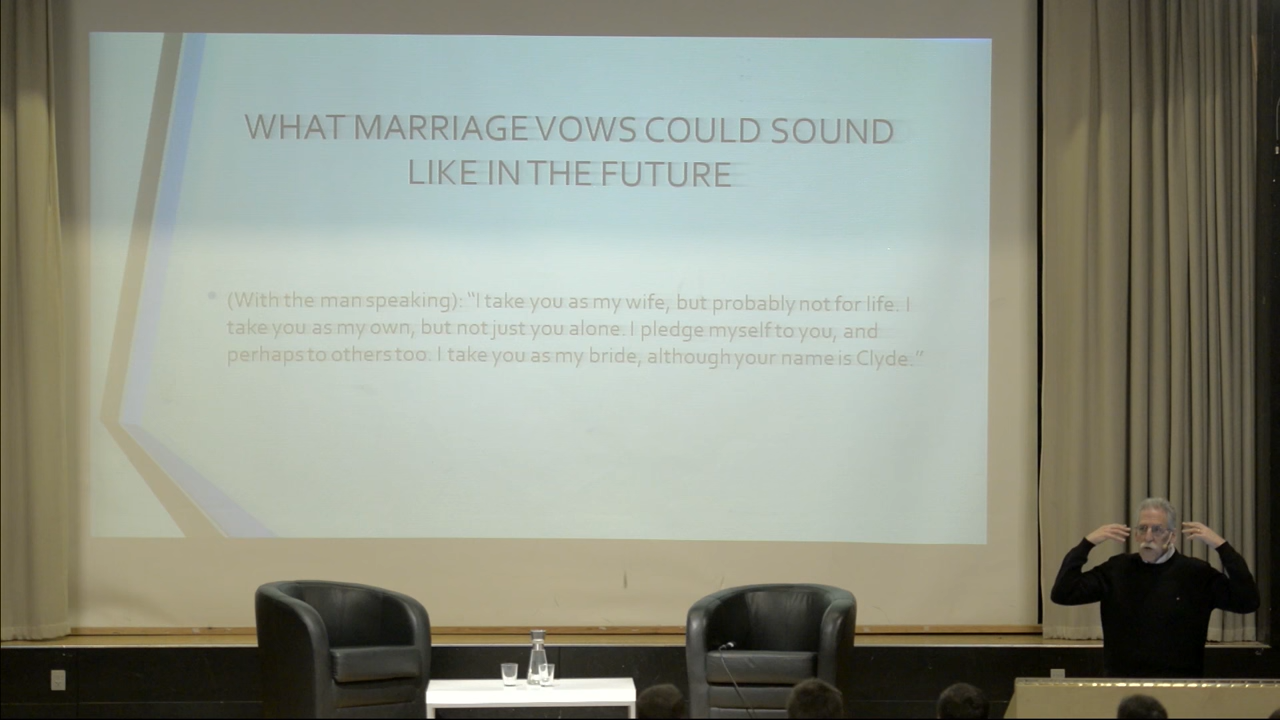 WHAT MARRIAGE VOWS COULD SOUND
LIKE IN THE FUTURE
• (With the man speaking): “I take you as my wife, but probably not for life. I
take you as my own, but not just you alone. I pledge myself to you, and
perhaps to others too. I take you as my bride, although your name is Clyde.”